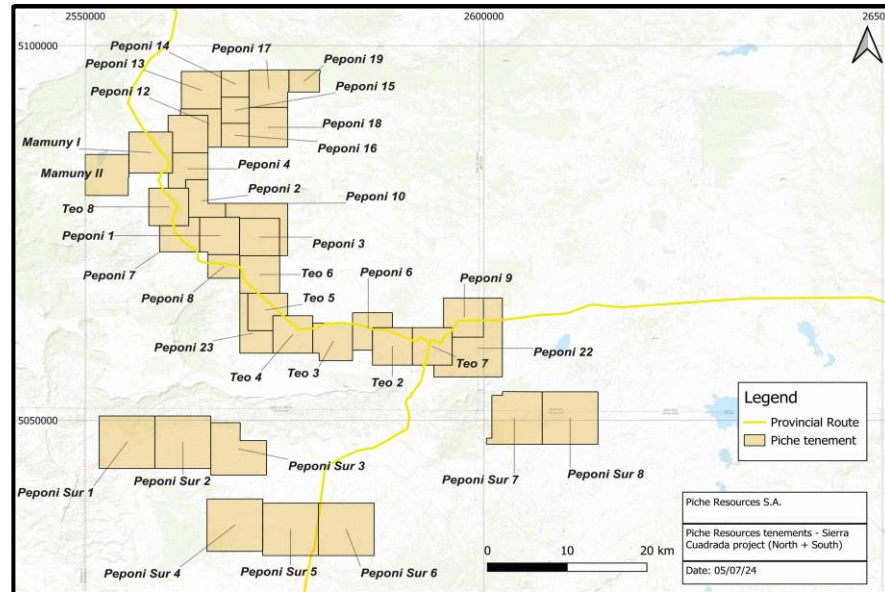 2550000
2600000
2650
5100000
Peponi 14
Peponi 17
Peponi 13
Peponi 19
Peponi 12
Peponi 15
Peponi 18
Mamuny I
Peponi 16
Peponi 4
Mamuny II
Peponi 2
Peponi 10
Teo 8
Peponi 1
Peponi 3
Peponi 7
Teo 6
Peponi 6
Peponi 9
Peponi 8
Teo 5
Peponi 23
Peponi 22
Teo 4
Teo 3
Teo 2
Teo 7
Legend
Provincial Route
Piche tenement
5050000
Peponi Sur 3
Peponi Sur 7
Peponi Sur 8
Peponi Sur 2
Peponi Sur 1
Piche Resources S.A.
Piche Resources tenements - Sierra
Cuadrada project (North + South)
0 10 20 km
Date: 05/07/24
Peponi Sur 4
Peponi Sur 5
Peponi Sur 6